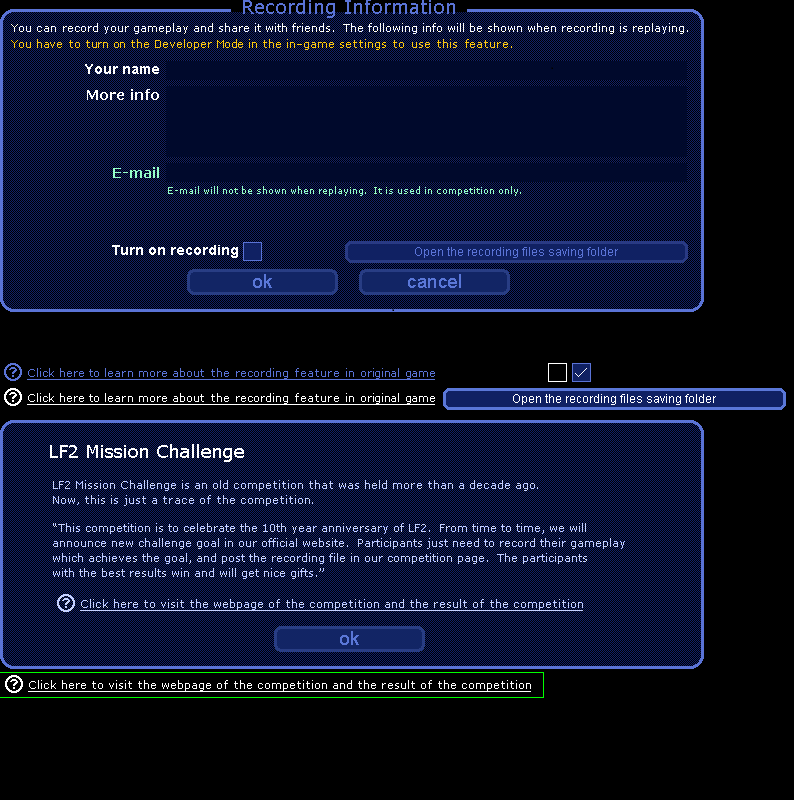 Recording Information
You can record your gameplay and share it with friends. The following info will be shown when recording is replaying.
You have to turn on the Developer Mode in the in-game settings to use this feature.
Your name
More info
E-mail
E-mail will not be shown when replaying. It is used in competition only.
Turn on recording
Open the recording files saving folder
ok
cancel
? Click here to learn more about the recording feature in original game
? Click here to learn more about the recording feature in original game
Open the recording files saving folder
LF2 Mission Challenge
LF2 Mission Challenge is an old competition that was held more than a decade ago.
Now, this is just a trace of the competition.
“This competition is to celebrate the 10th year anniversary of LF2. From time to time, we will
announce new challenge goal in our official website. Participants just need to record their gameplay
which achieves the goal, and post the recording file in our competition page. The participants
with the best results win and will get nice gifts.”
? Click here to visit the webpage of the competition and the result of the competition
ok
? Click here to visit the webpage of the competition and the result of the competition